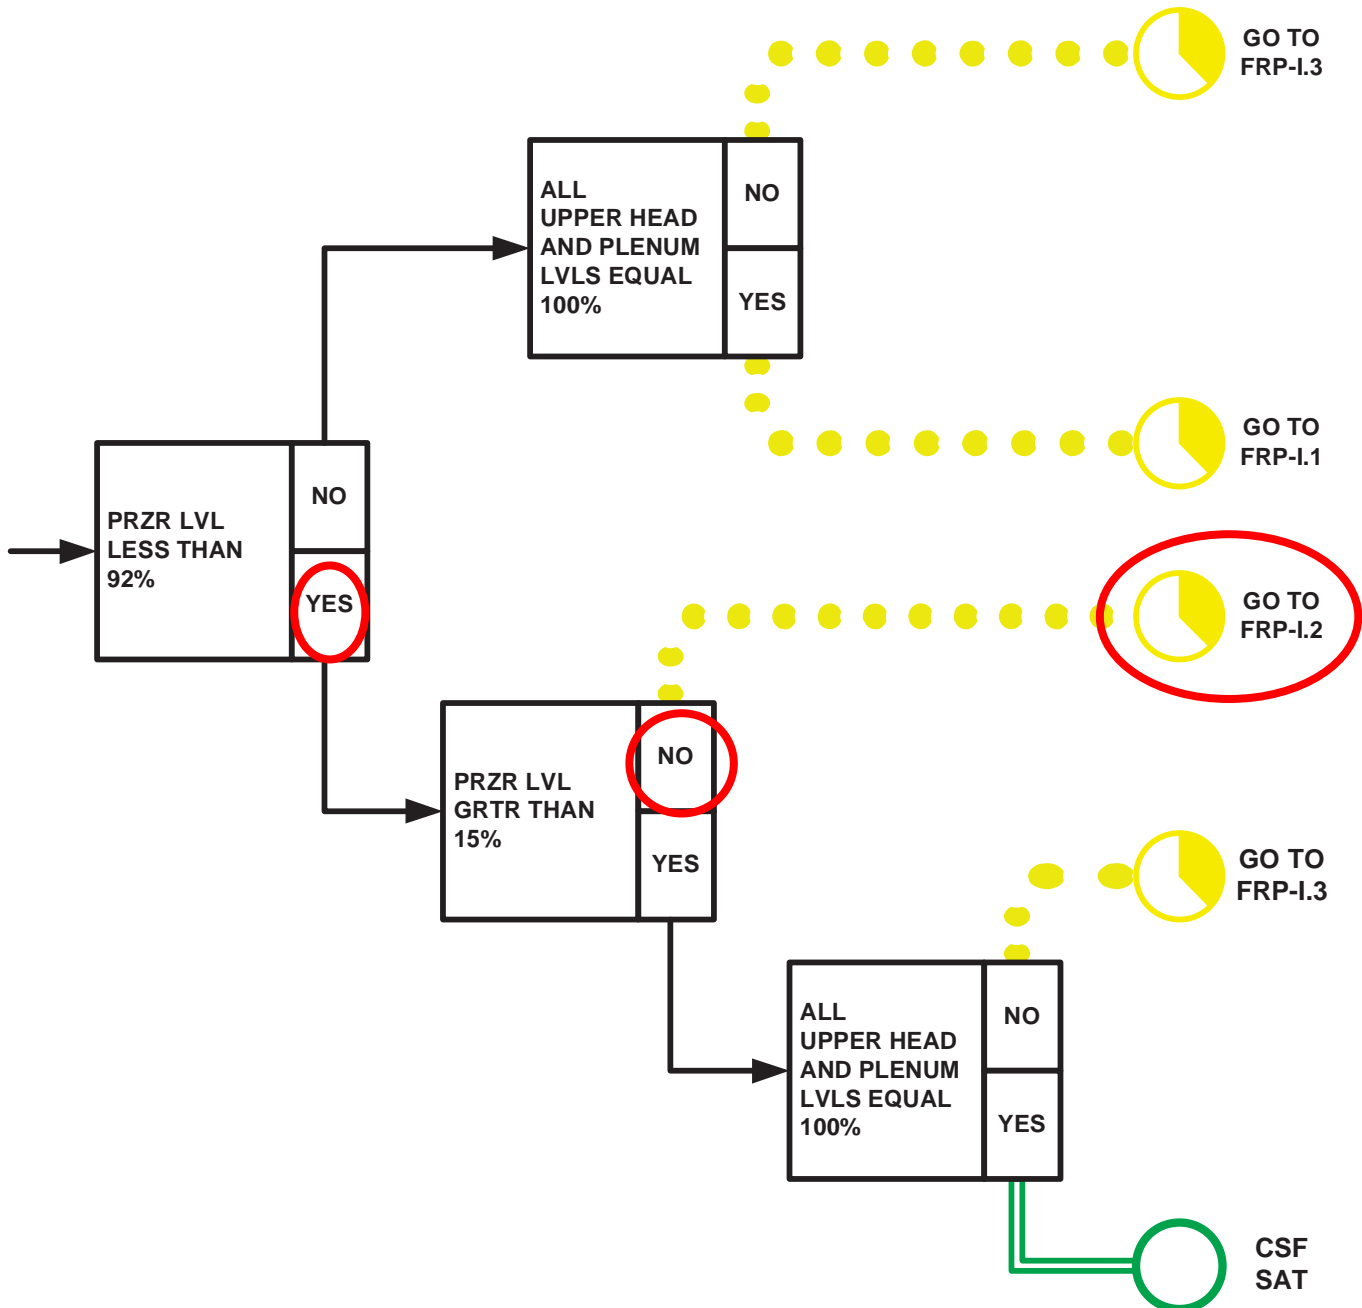 GO TO
FRP-I.3
ALL
UPPER HEAD
AND PLENUM
LVLS EQUAL
100%
NO
YES
GO TO
FRP-I.1
PRZR LVL
LESS THAN
92%
NO
YES
GO TO
FRP-I.2
PRZR LVL
GRTR THAN
15%
NO
YES
GO TO
FRP-I.3
ALL
UPPER HEAD
AND PLENUM
LVLS EQUAL
100%
NO
YES
CSF
SAT